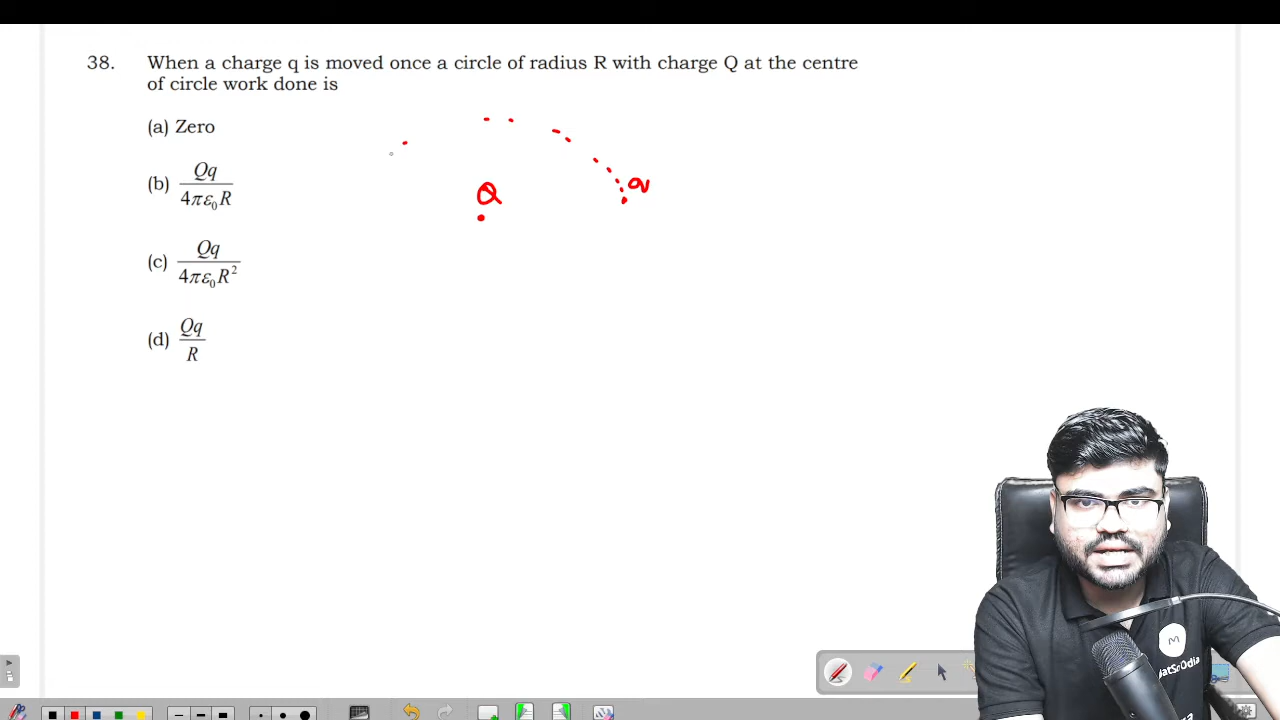 38. When a charge q is moved once a circle of radius R with charge Q at the centre
of circle work done is
(a) Zero
(b) Qq / 4πε₀R
(c) Qq / 4πε₀R²
(d) Qq / R
Q
q
M